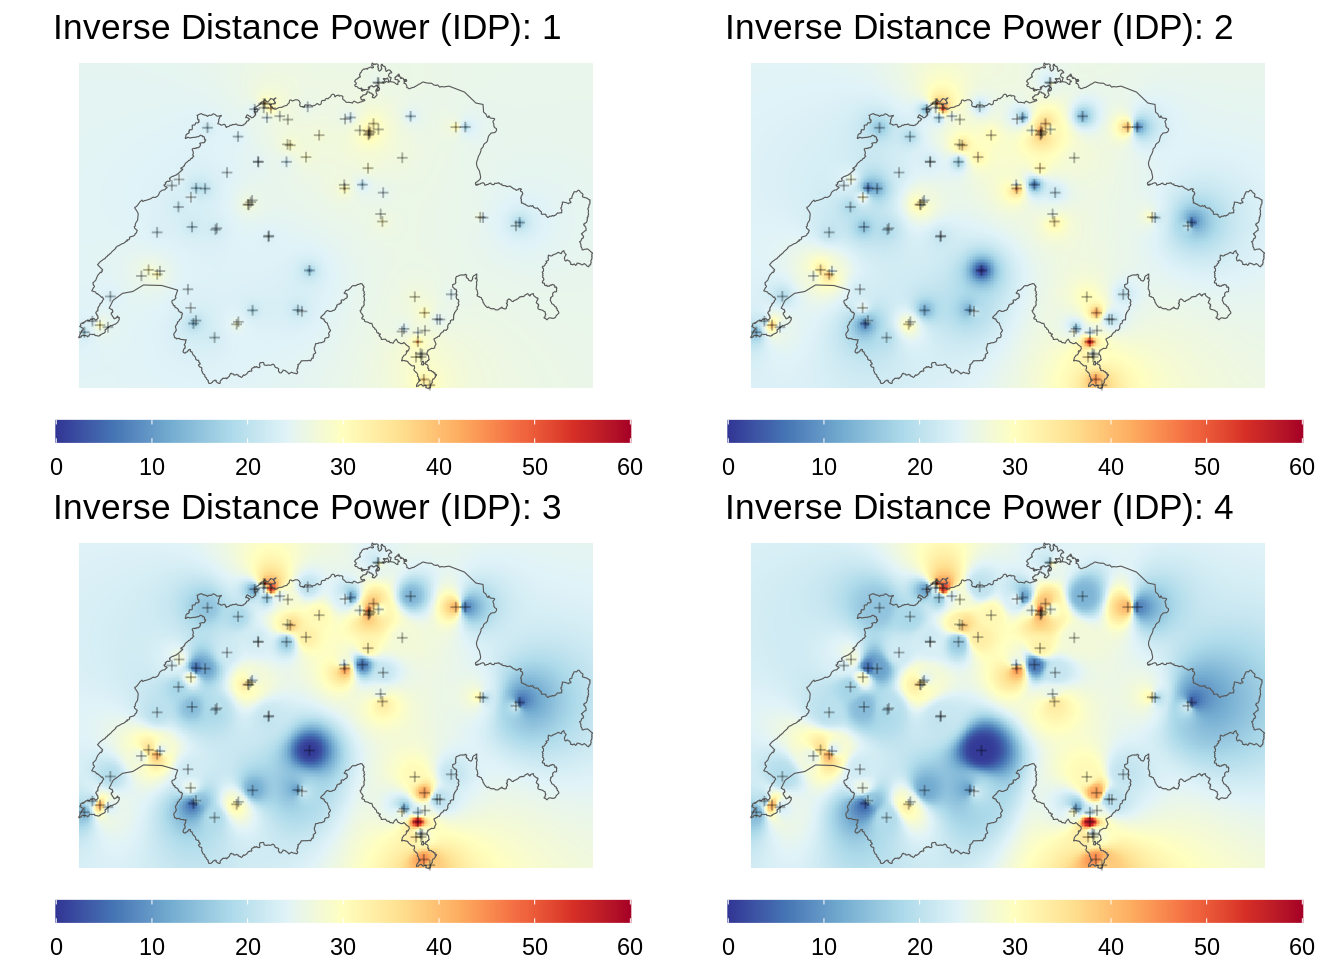 Inverse Distance Power (IDP): 1
0 10 20 30 40 50 60
Inverse Distance Power (IDP): 2
0 10 20 30 40 50 60
Inverse Distance Power (IDP): 3
0 10 20 30 40 50 60
Inverse Distance Power (IDP): 4
0 10 20 30 40 50 60